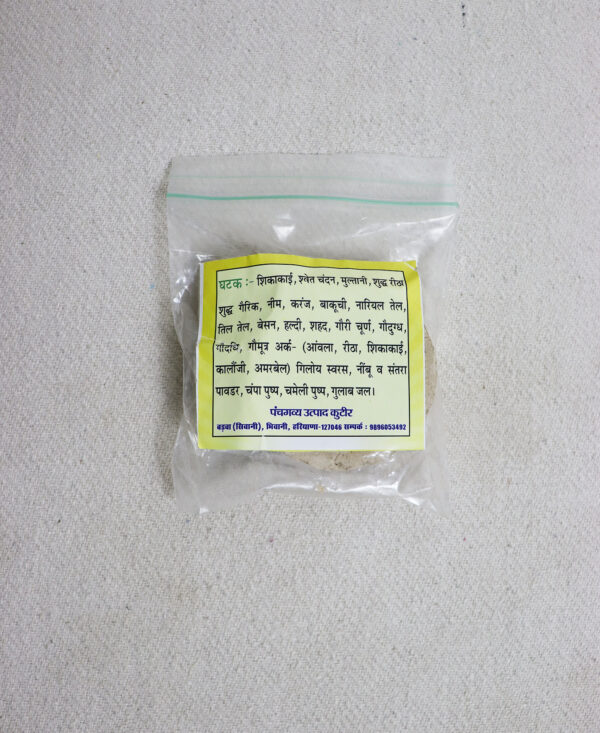 घटक :- शिकाकाई, श्वेत चंदन, मुल्तानी, शुद्ध रीठा
शुद्ध गैरिक, नीम, करंज, बाकूची, नारियल तेल,
तिल तेल, बेसन, हल्दी, शहद, गौरी चूर्ण, गौदुग्ध,
गौदधि, गौमूत्र अर्क- (आंवला, रीठा, शिकाकाई,
कालौंजी, अमरबेल) गिलोय स्वरस, नींबू व संतरा
पावडर, चंपा पुष्प, चमेली पुष्प, गुलाब जल।
पंचगव्य उत्पाद कुटीर
बड़वा (सिवानी), भिवानी, हरियाणा-127046 सम्पर्क : 9896053492